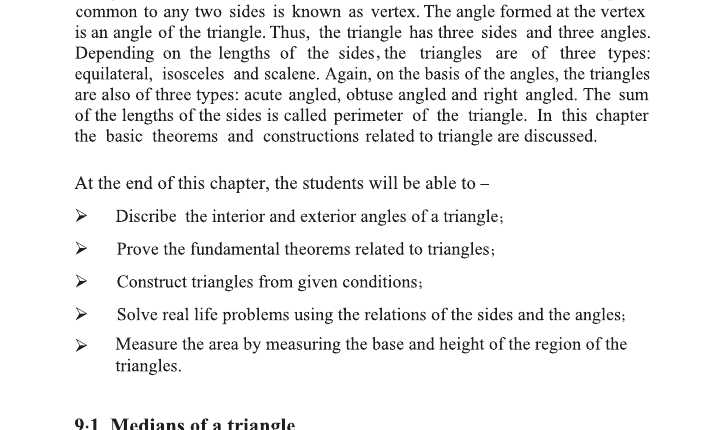 common to any two sides is known as vertex. The angle formed at the vertex
is an angle of the triangle. Thus, the triangle has three sides and three angles.
Depending on the lengths of the sides, the triangles are of three types:
equilateral, isosceles and scalene. Again, on the basis of the angles, the triangles
are also of three types: acute angled, obtuse angled and right angled. The sum
of the lengths of the sides is called perimeter of the triangle. In this chapter
the basic theorems and constructions related to triangle are discussed.
At the end of this chapter, the students will be able to –
➢ Discribe the interior and exterior angles of a triangle;
➢ Prove the fundamental theorems related to triangles;
➢ Construct triangles from given conditions;
➢ Solve real life problems using the relations of the sides and the angles;
➢ Measure the area by measuring the base and height of the region of the
triangles.
9·1 Medians of a triangle